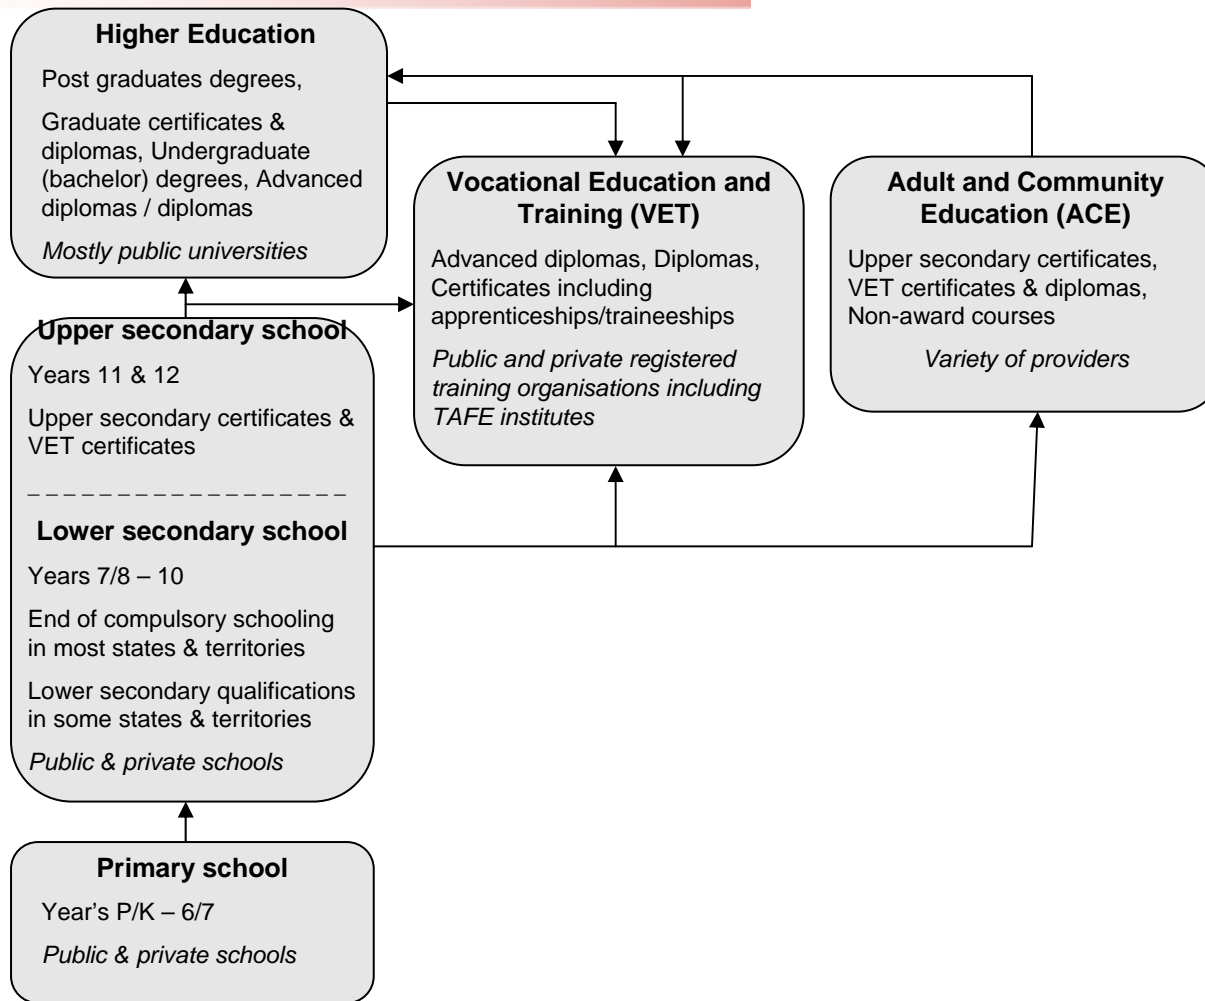 Higher Education
Post graduates degrees,
Graduate certificates &
diplomas, Undergraduate
(bachelor) degrees, Advanced
diplomas / diplomas
Mostly public universities
Vocational Education and
Training (VET)
Advanced diplomas, Diplomas,
Certificates including
apprenticeships/traineeships
Public and private registered
training organisations including
TAFE institutes
Adult and Community
Education (ACE)
Upper secondary certificates,
VET certificates & diplomas,
Non-award courses
Variety of providers
Upper secondary school
Years 11 & 12
Upper secondary certificates &
VET certificates
Lower secondary school
Years 7/8 – 10
End of compulsory schooling
in most states & territories
Lower secondary qualifications
in some states & territories
Public & private schools
Primary school
Year's P/K – 6/7
Public & private schools